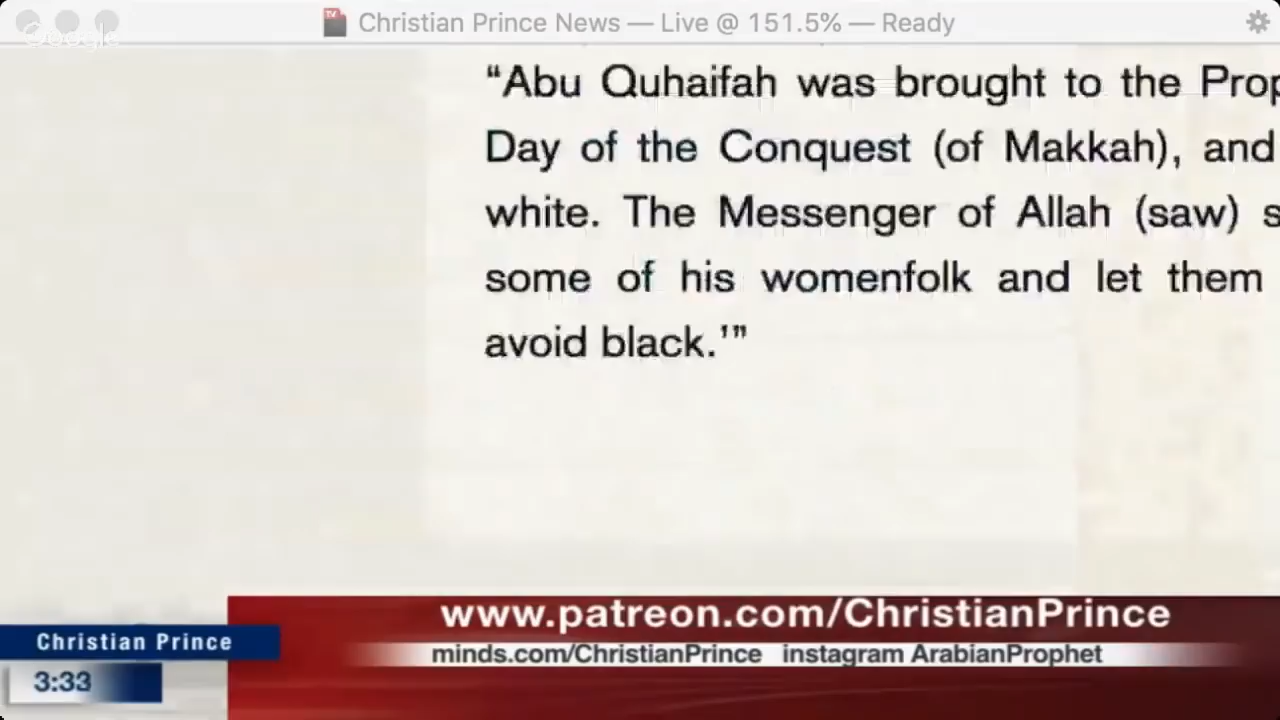 Christian Prince News — Live @ 151.5% — Ready
Google
“Abu Quhaifah was brought to the
Day of the Conquest (of Makkah), and
white. The Messenger of Allah (saw)
some of his womenfolk and let them
avoid black.’”
www.patreon.com/ChristianPrince
Christian Prince
minds.com/ChristianPrince instagram ArabianProphet
3:33